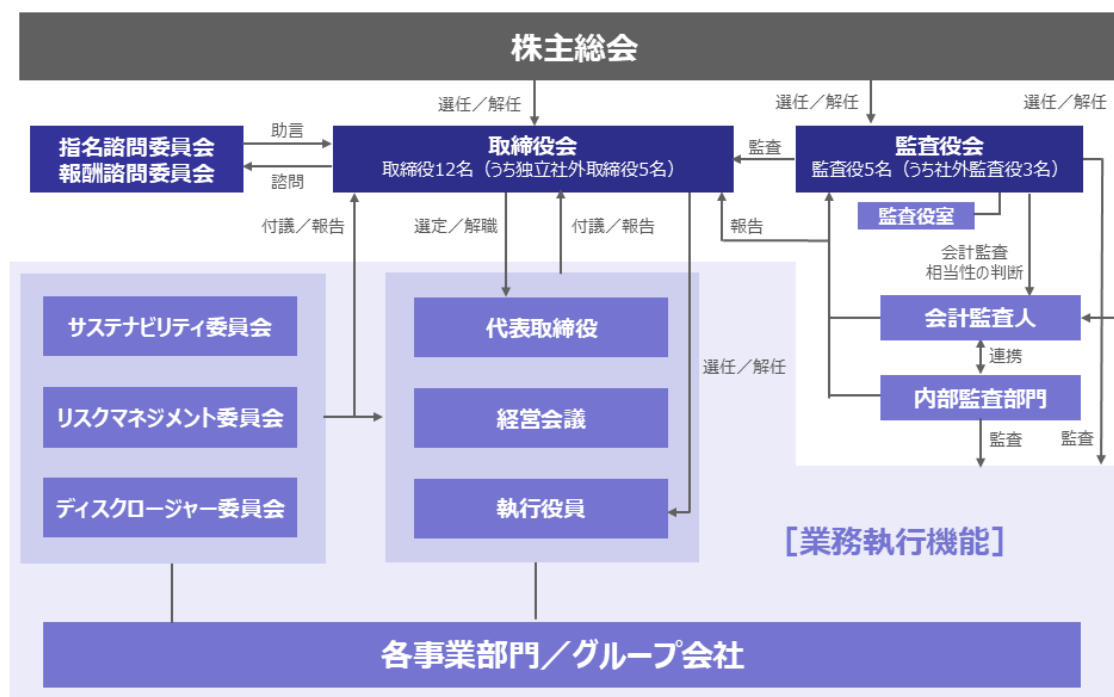 株主総会
選任／解任
選任／解任
選任／解任
指名諮問委員会
報酬諮問委員会
助言
諮問
取締役会
取締役12名（うち独立社外取締役5名）
監査
監査役会
監査役5名（うち社外監査役3名）
監査役室
付議／報告
選定／解職
付議／報告
報告
会計監査
相当性の判断
サステナビリティ委員会
代表取締役
会計監査人
選任／解任
連携
リスクマネジメント委員会
経営会議
内部監査部門
監査
監査
ディスクロージャー委員会
執行役員
［業務執行機能］
各事業部門／グループ会社